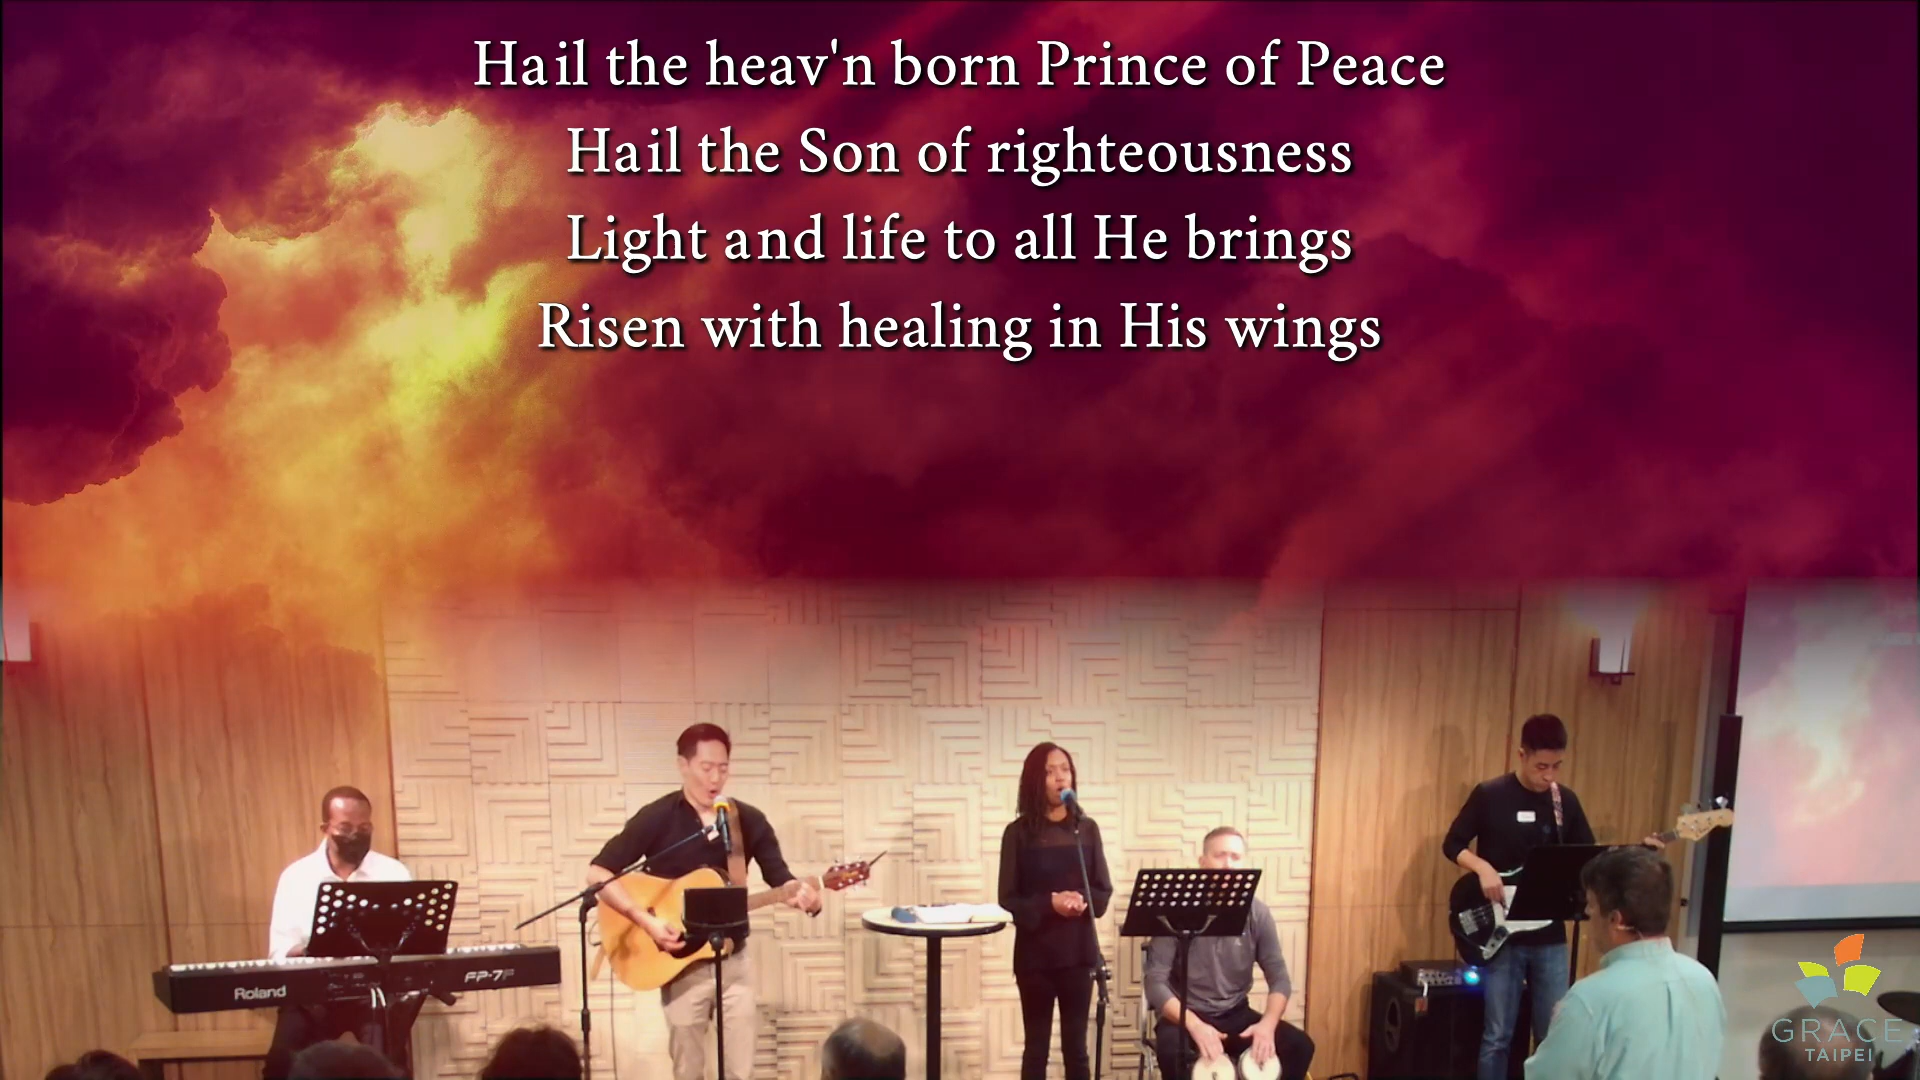 Hail the heav'n born Prince of Peace
Hail the Son of righteousness
Light and life to all He brings
Risen with healing in His wings
Roland
FP-7F
GRACE
TAIPEI